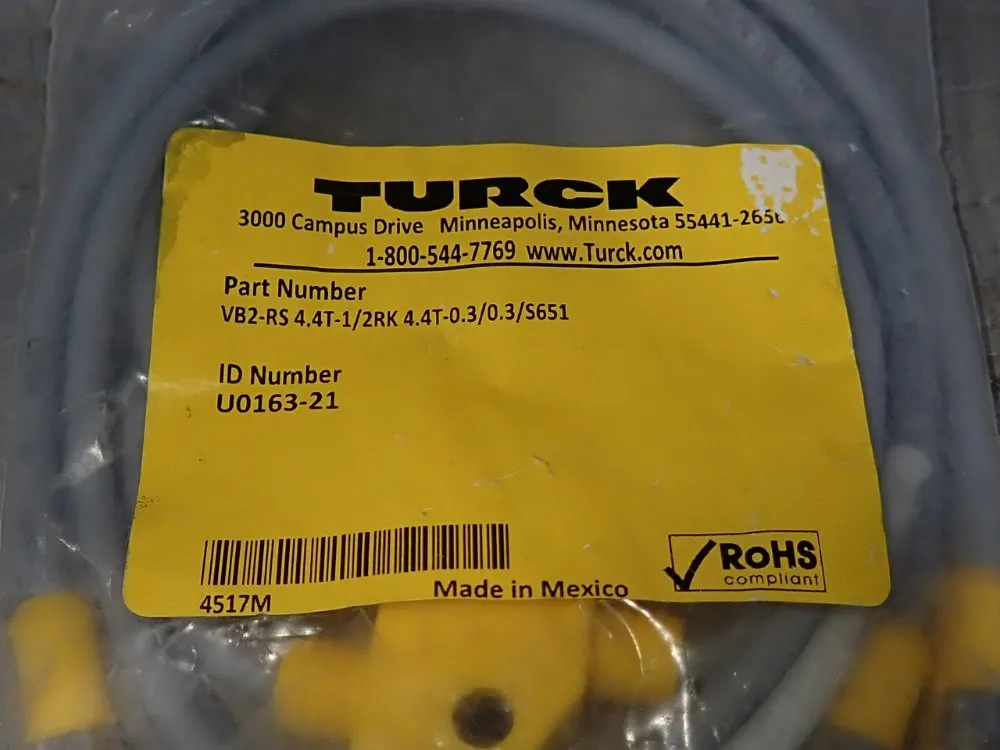 TURCK
3000 Campus Drive Minneapolis, Minnesota 55441-2656
1-800-544-7769 www.Turck.com
Part Number
VB2-RS 4.4T-1/2RK 4.4T-0.3/0.3/S651
ID Number
U0163-21
4517M
Made in Mexico
RoHS
compliant